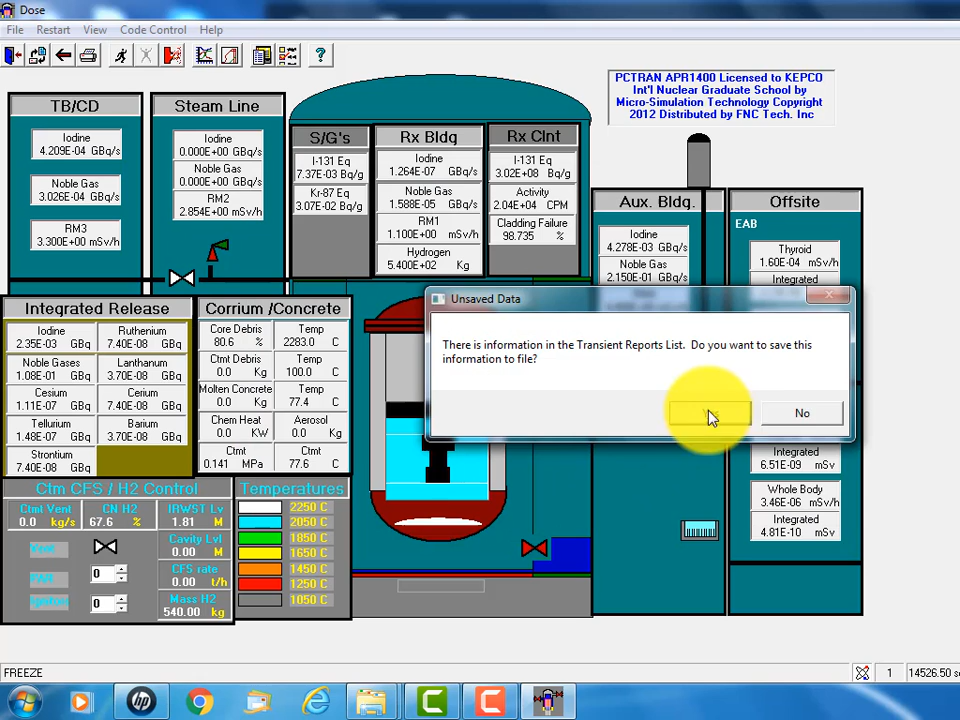 Dose
File Restart View Code Control Help
PCTRAN APR1400 Licensed to KEPCO
Int'l Nuclear Graduate School by
Micro-Simulation Technology Copyright
2012 Distributed by FNC Tech. Inc
TB/CD
Iodine
4.209E-04 GBq/s
Noble Gas
3.026E-04 GBq/s
RM3
3.300E+00 mSv/h
Steam Line
Iodine
0.000E+00 GBq/s
Noble Gas
0.000E+00 GBq/s
RM2
2.854E+00 mSv/h
S/G's
I-131 Eq
7.37E-03 Bq/g
Kr-87 Eq
3.07E-02 Bq/g
Rx Bldg
Iodine
1.264E-07 GBq/s
Noble Gas
1.588E-05 GBq/s
RM1
1.100E+00 mSv/h
Hydrogen
5.400E+02 Kg
Rx Clnt
I-131 Eq
3.02E+08 Bq/g
Activity
2.04E+04 CPM
Cladding Failure
98.735 %
Aux. Bldg.
Iodine
4.278E-03 GBq/s
Noble Gas
2.150E-01 GBq/s
Offsite
EAB
Thyroid
1.60E-04 mSv/h
Integrated
Integrated
6.51E-09 mSv
Whole Body
3.46E-06 mSv/h
Integrated
4.81E-10 mSv
Unsaved Data
There is information in the Transient Reports List. Do you want to save this
information to file?
Yes No
Integrated Release
Iodine
2.35E-03 GBq
Ruthenium
7.40E-08 GBq
Noble Gases
1.08E-01 GBq
Lanthanum
3.70E-08 GBq
Cesium
1.11E-07 GBq
Cerium
7.40E-08 GBq
Tellurium
1.48E-07 GBq
Barium
3.70E-08 GBq
Strontium
7.40E-08 GBq
Corrium /Concrete
Core Debris
80.6 %
Temp
2283.0 C
Ctmt Debris
0.0 Kg
Temp
100.0 C
Molten Concrete
0.0 Kg
Temp
77.4 C
Chem Heat
0.0 KW
Aerosol
0.0 Kg
Ctmt
0.141 MPa
Ctmt
77.6 C
Ctm CFS / H2 Control
Ctmt Vent
0.0 kg/s
CN H2
67.6 %
IRWST Lv
1.81 M
Vent
Cavity Lvl
0.00 M
PAR
0
CFS rate
0.00 t/h
Igniton
0
Mass H2
540.00 kg
Temperatures
2250 C
2050 C
1850 C
1650 C
1450 C
1250 C
1050 C
FREEZE
1 14526.50 se